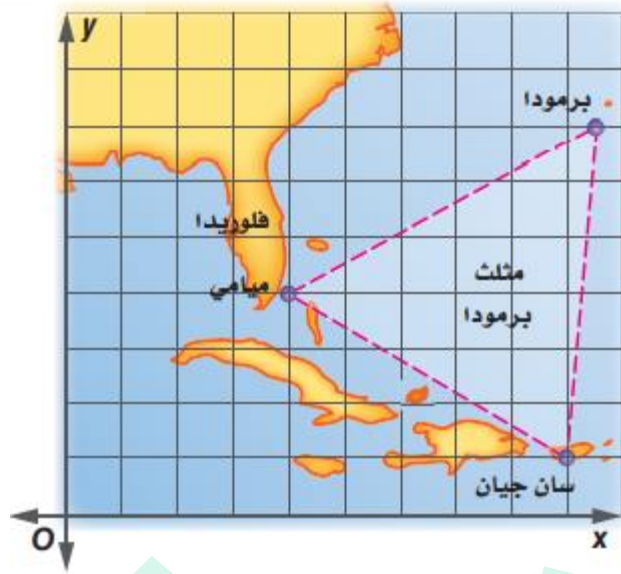 y
برمودا
فلوريدا
ميامي
مثلث
برمودا
سان جيان
O
x